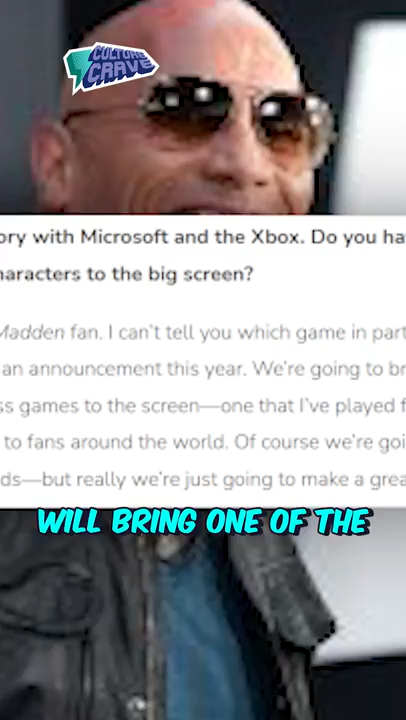 CULTURE
CRAVE
ory with Microsoft and the Xbox. Do you ha
haracters to the big screen?
Madden fan. I can't tell you which game in part
an announcement this year. We're going to br
ss games to the screen—one that I've played f
to fans around the world. Of course we're goi
ds—but really we're just going to make a grea
WILL BRING ONE OF THE